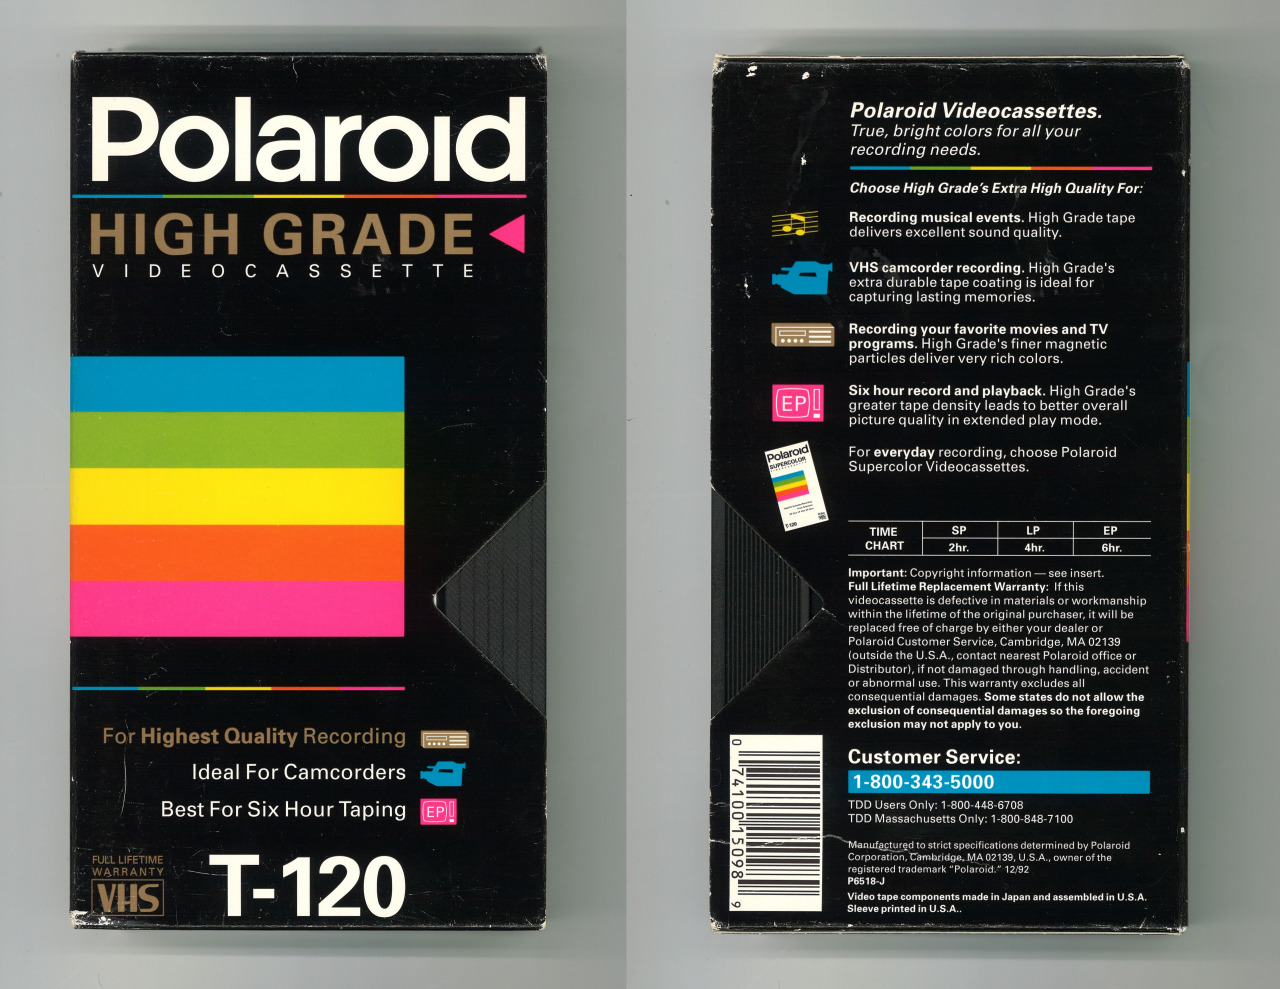 Polaroid
HIGH GRADE
VIDEOCASSETTE
For Highest Quality Recording
Ideal For Camcorders
Best For Six Hour Taping
EP!
FULL LIFETIME
WARRANTY
VHS
T-120
Polaroid Videocassettes.
True, bright colors for all your
recording needs.
Choose High Grade's Extra High Quality For:
Recording musical events. High Grade tape
delivers excellent sound quality.
VHS camcorder recording. High Grade's
extra durable tape coating is ideal for
capturing lasting memories.
Recording your favorite movies and TV
programs. High Grade's finer magnetic
particles deliver very rich colors.
EP!
Six hour record and playback. High Grade's
greater tape density leads to better overall
picture quality in extended play mode.
Polaroid
SUPERCOLOR
T-120
For everyday recording, choose Polaroid
Supercolor Videocassettes.
TIME CHART SP LP EP
2hr. 4hr. 6hr.
Important: Copyright information — see insert.
Full Lifetime Replacement Warranty: If this
videocassette is defective in materials or workmanship
within the lifetime of the original purchaser, it will be
replaced free of charge by either your dealer or
Polaroid Customer Service, Cambridge, MA 02139
(outside the U.S.A., contact nearest Polaroid office or
Distributor), if not damaged through handling, accident
or abnormal use. This warranty excludes all
consequential damages. Some states do not allow the
exclusion of consequential damages so the foregoing
exclusion may not apply to you.
Customer Service:
1-800-343-5000
TDD Users Only: 1-800-448-6708
TDD Massachusetts Only: 1-800-848-7100
Manufactured to strict specifications determined by Polaroid
Corporation, Cambridge, MA 02139, U.S.A., owner of the
registered trademark "Polaroid." 12/92
P6518-J
Video tape components made in Japan and assembled in U.S.A.
Sleeve printed in U.S.A..
0 74100 15098 9